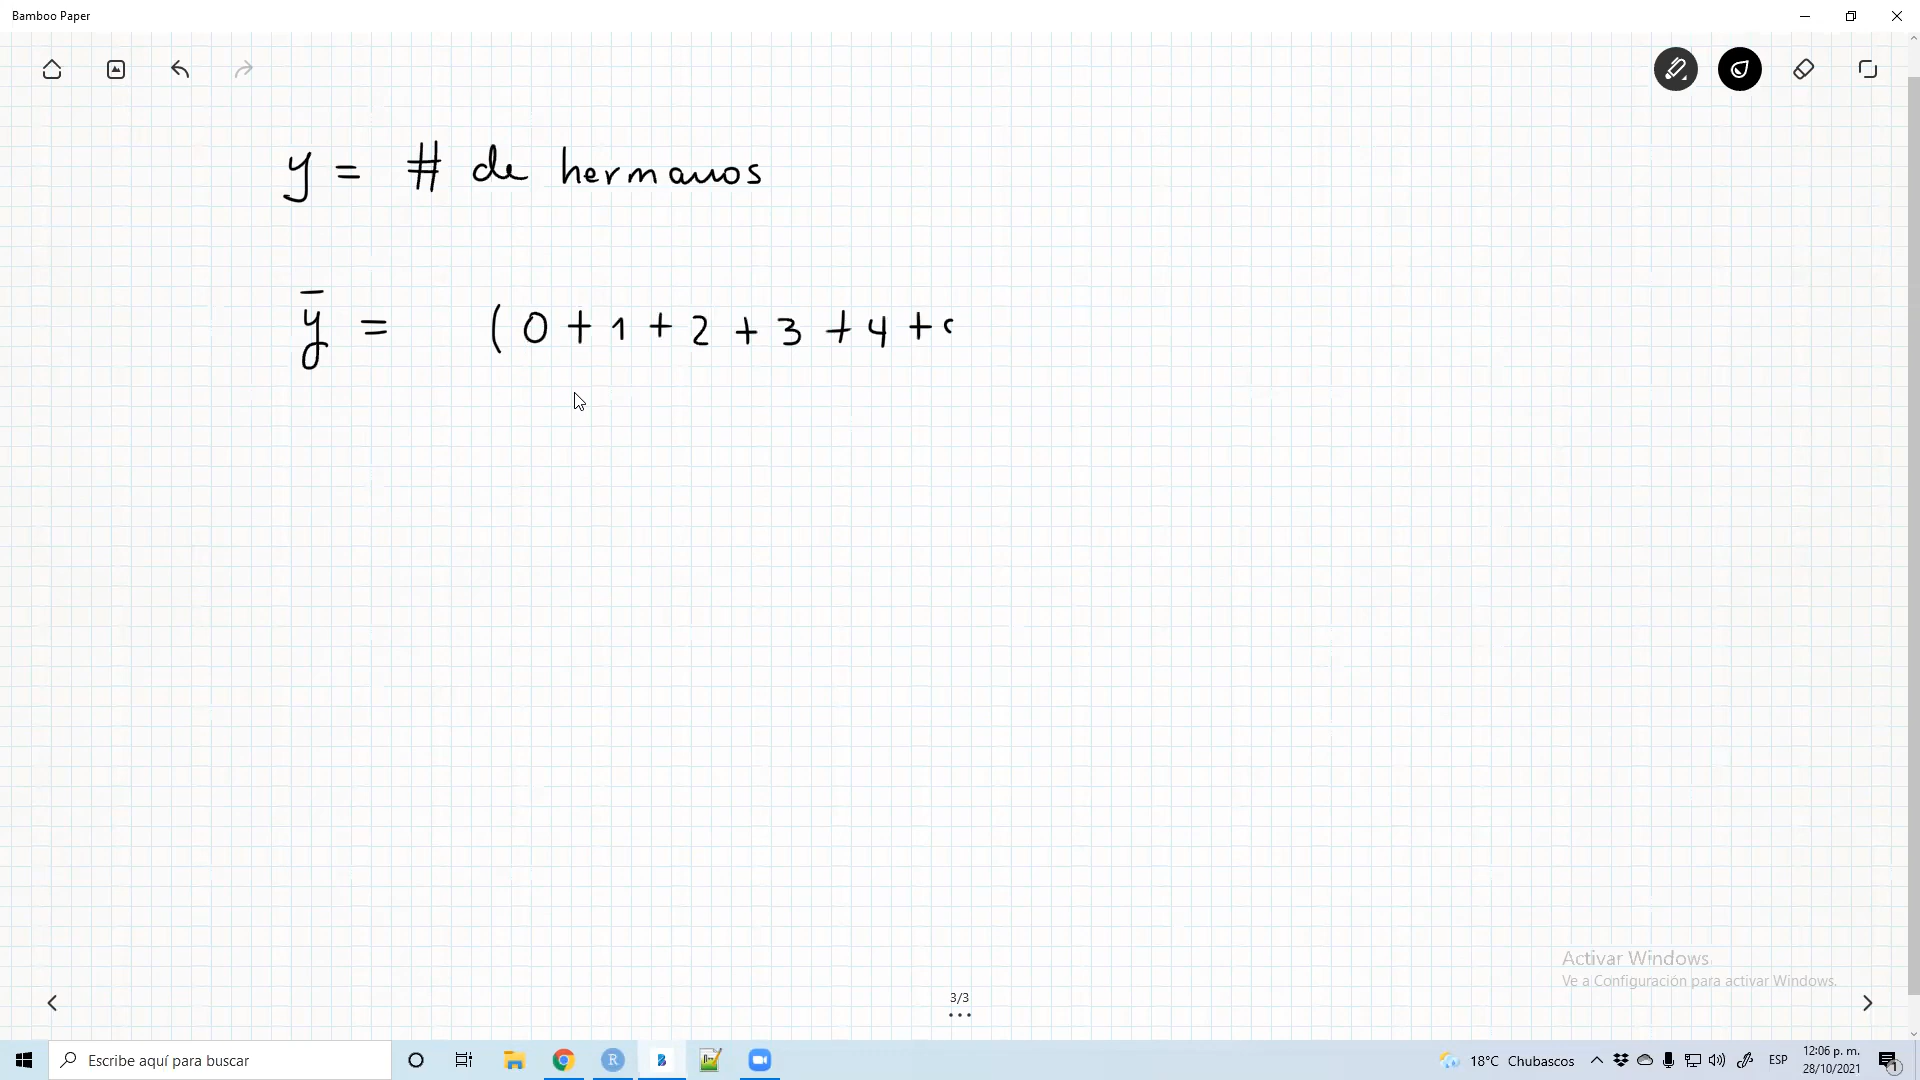 Bamboo Paper
y = # de hermanos
ȳ = ( 0 + 1 + 2 + 3 + 4 +
Activar Windows
Ve a Configuración para activar Windows.
3/3
Escribe aquí para buscar
R
B
18°C Chubascos
ESP
12:06 p. m.
28/10/2021
1